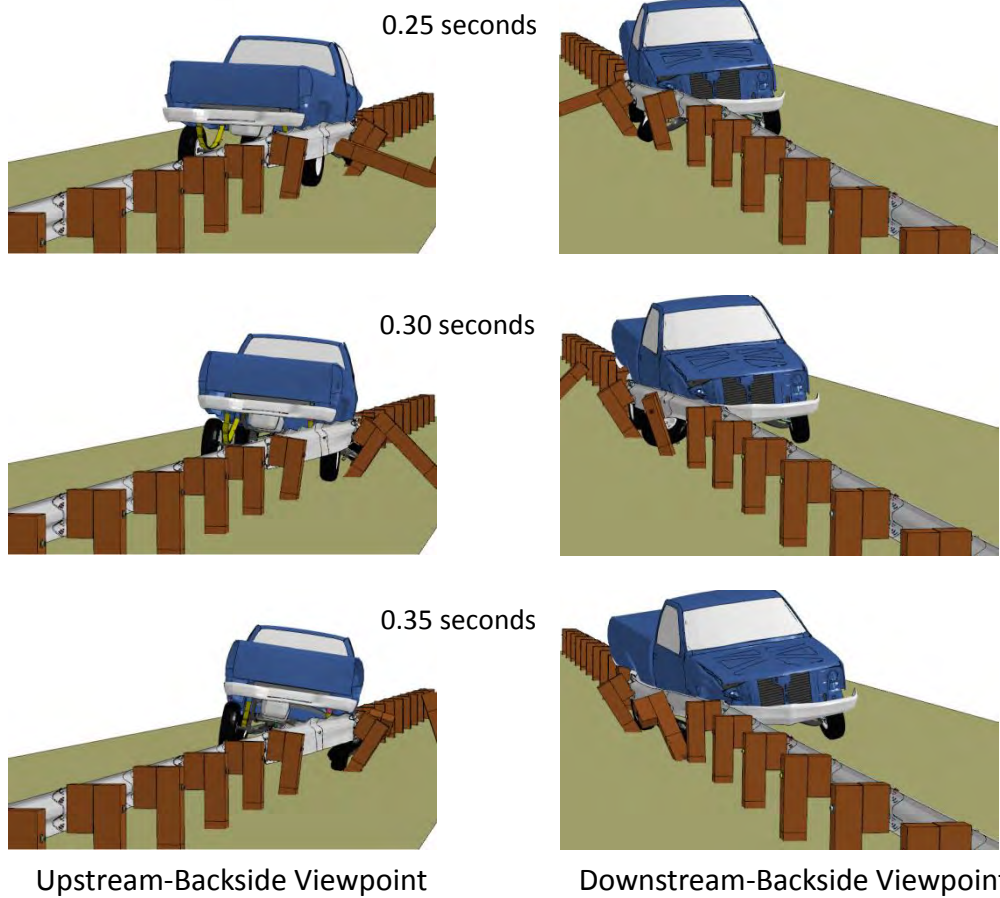 0.25 seconds
0.30 seconds
0.35 seconds
Upstream-Backside Viewpoint
Downstream-Backside Viewpoint